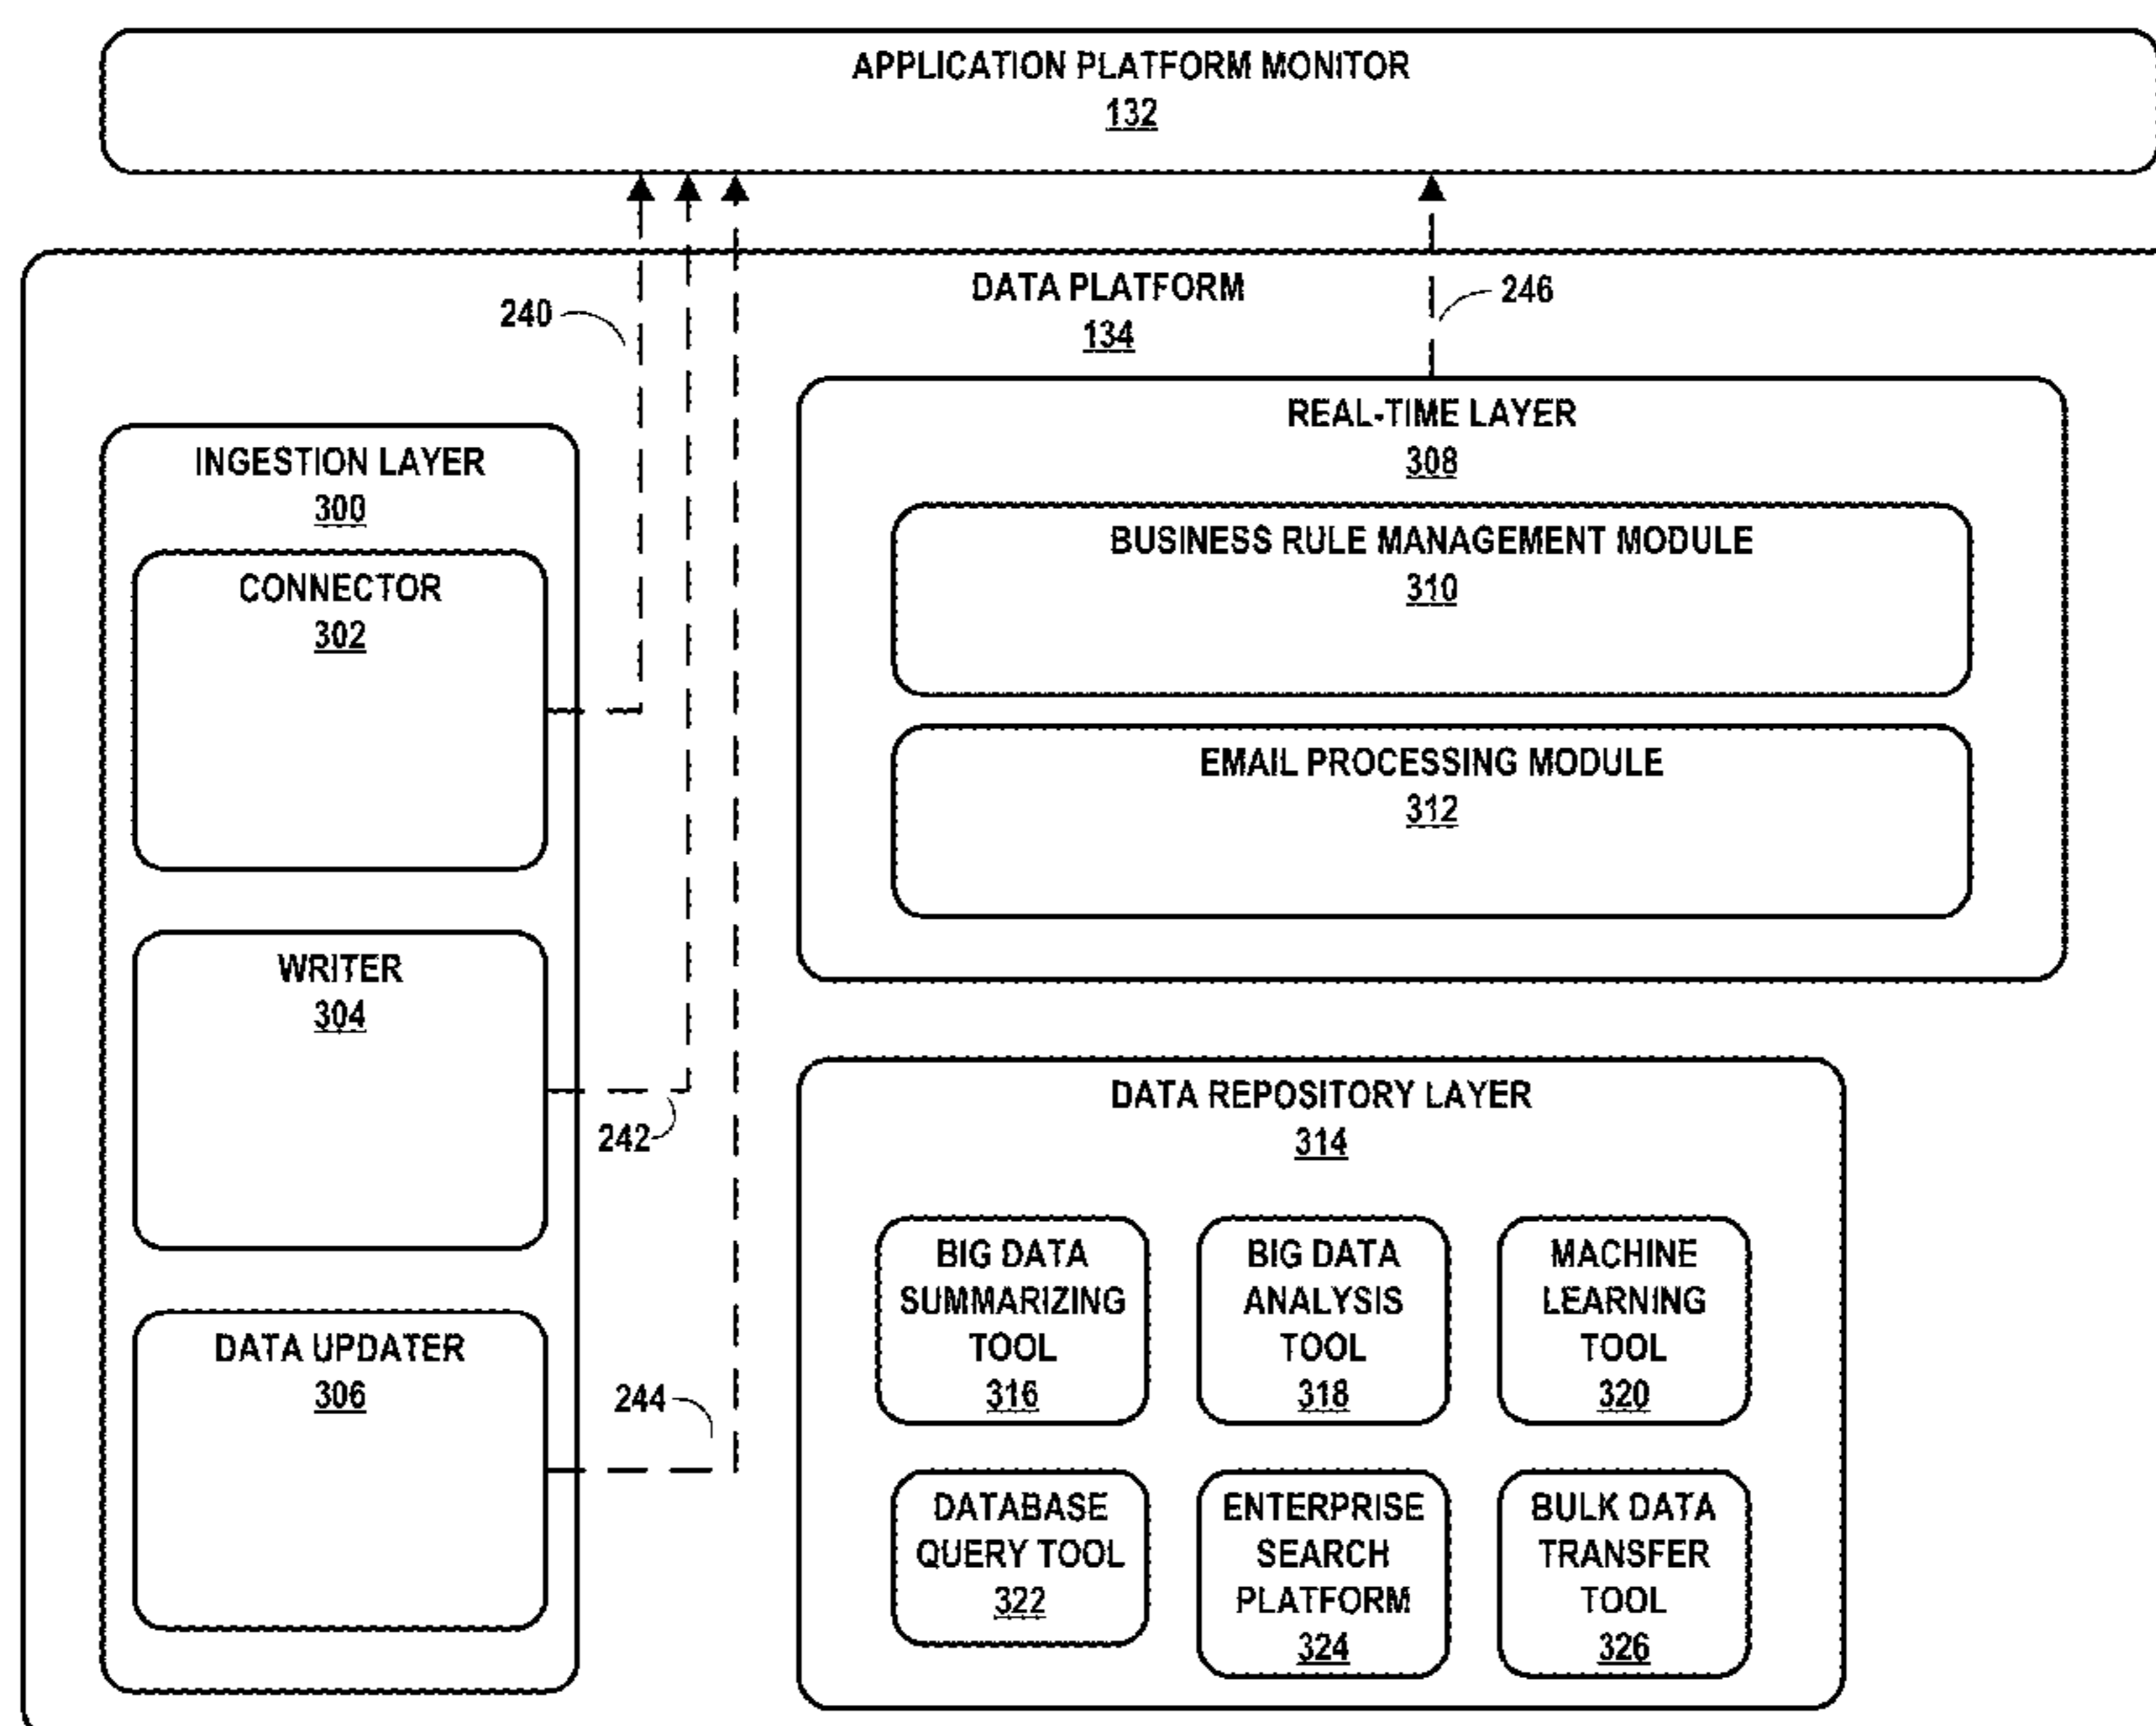 APPLICATION PLATFORM MONITOR
132
DATA PLATFORM
134
240
246
INGESTION LAYER
300
CONNECTOR
302
WRITER
304
242
DATA UPDATER
306
244
REAL-TIME LAYER
308
BUSINESS RULE MANAGEMENT MODULE
310
EMAIL PROCESSING MODULE
312
DATA REPOSITORY LAYER
314
BIG DATA
SUMMARIZING
TOOL
316
BIG DATA
ANALYSIS
TOOL
318
MACHINE
LEARNING
TOOL
320
DATABASE
QUERY TOOL
322
ENTERPRISE
SEARCH
PLATFORM
324
BULK DATA
TRANSFER
TOOL
326